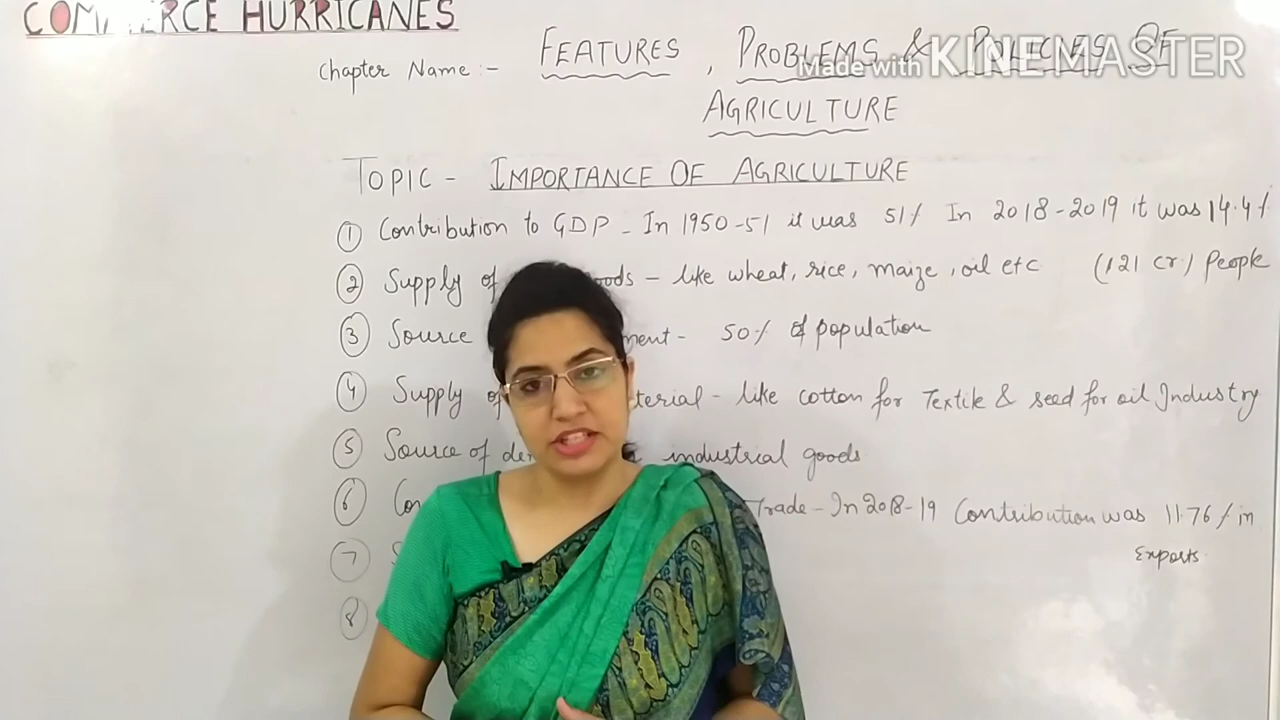 COMMERCE HURRICANES
Chapter Name :- FEATURES, PROBLEMS & POLICIES OF
Made with KINEMASTER
AGRICULTURE
TOPIC - IMPORTANCE OF AGRICULTURE
1 Contribution to GDP - In 1950-51 it was 51% In 2018-2019 it was 14.4%
2 Supply of oods - like wheat, rice, maize, oil etc (121 cr.) People
3 Source ment - 50% of population
4 Supply of terial - like cotton for Textile & seed for oil Industry
5 Source of de industrial goods
6 Con Trade - In 2018-19 Contribution was 11.76% in
Exports
7 S
8